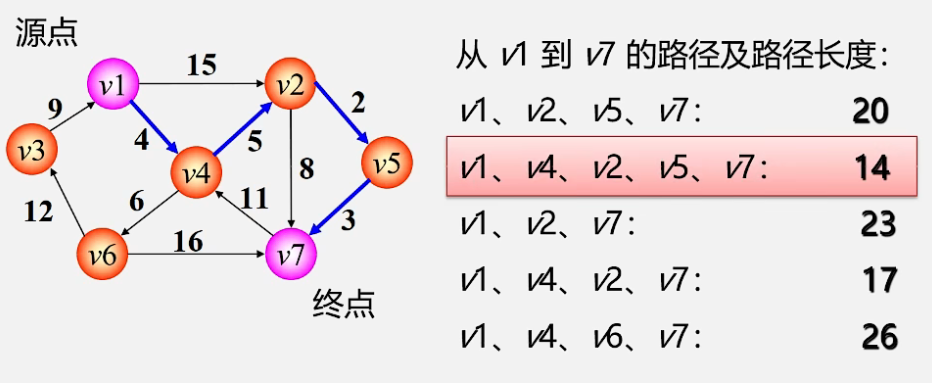 源点
v1
15
v2
9
4
5
2
v3
v4
8
v5
6
11
3
12
v6
16
v7
终点
从 v1 到 v7 的路径及路径长度：
v1、v2、v5、v7： 20
v1、v4、v2、v5、v7： 14
v1、v2、v7： 23
v1、v4、v2、v7： 17
v1、v4、v6、v7： 26